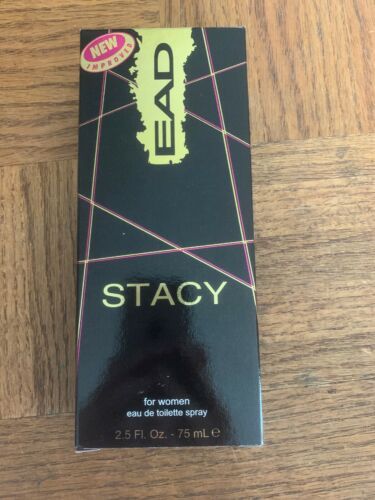 NEW
IMPROVED
EAD
STACY
for women
eau de toilette spray
2.5 Fl. Oz. - 75 mL ℮